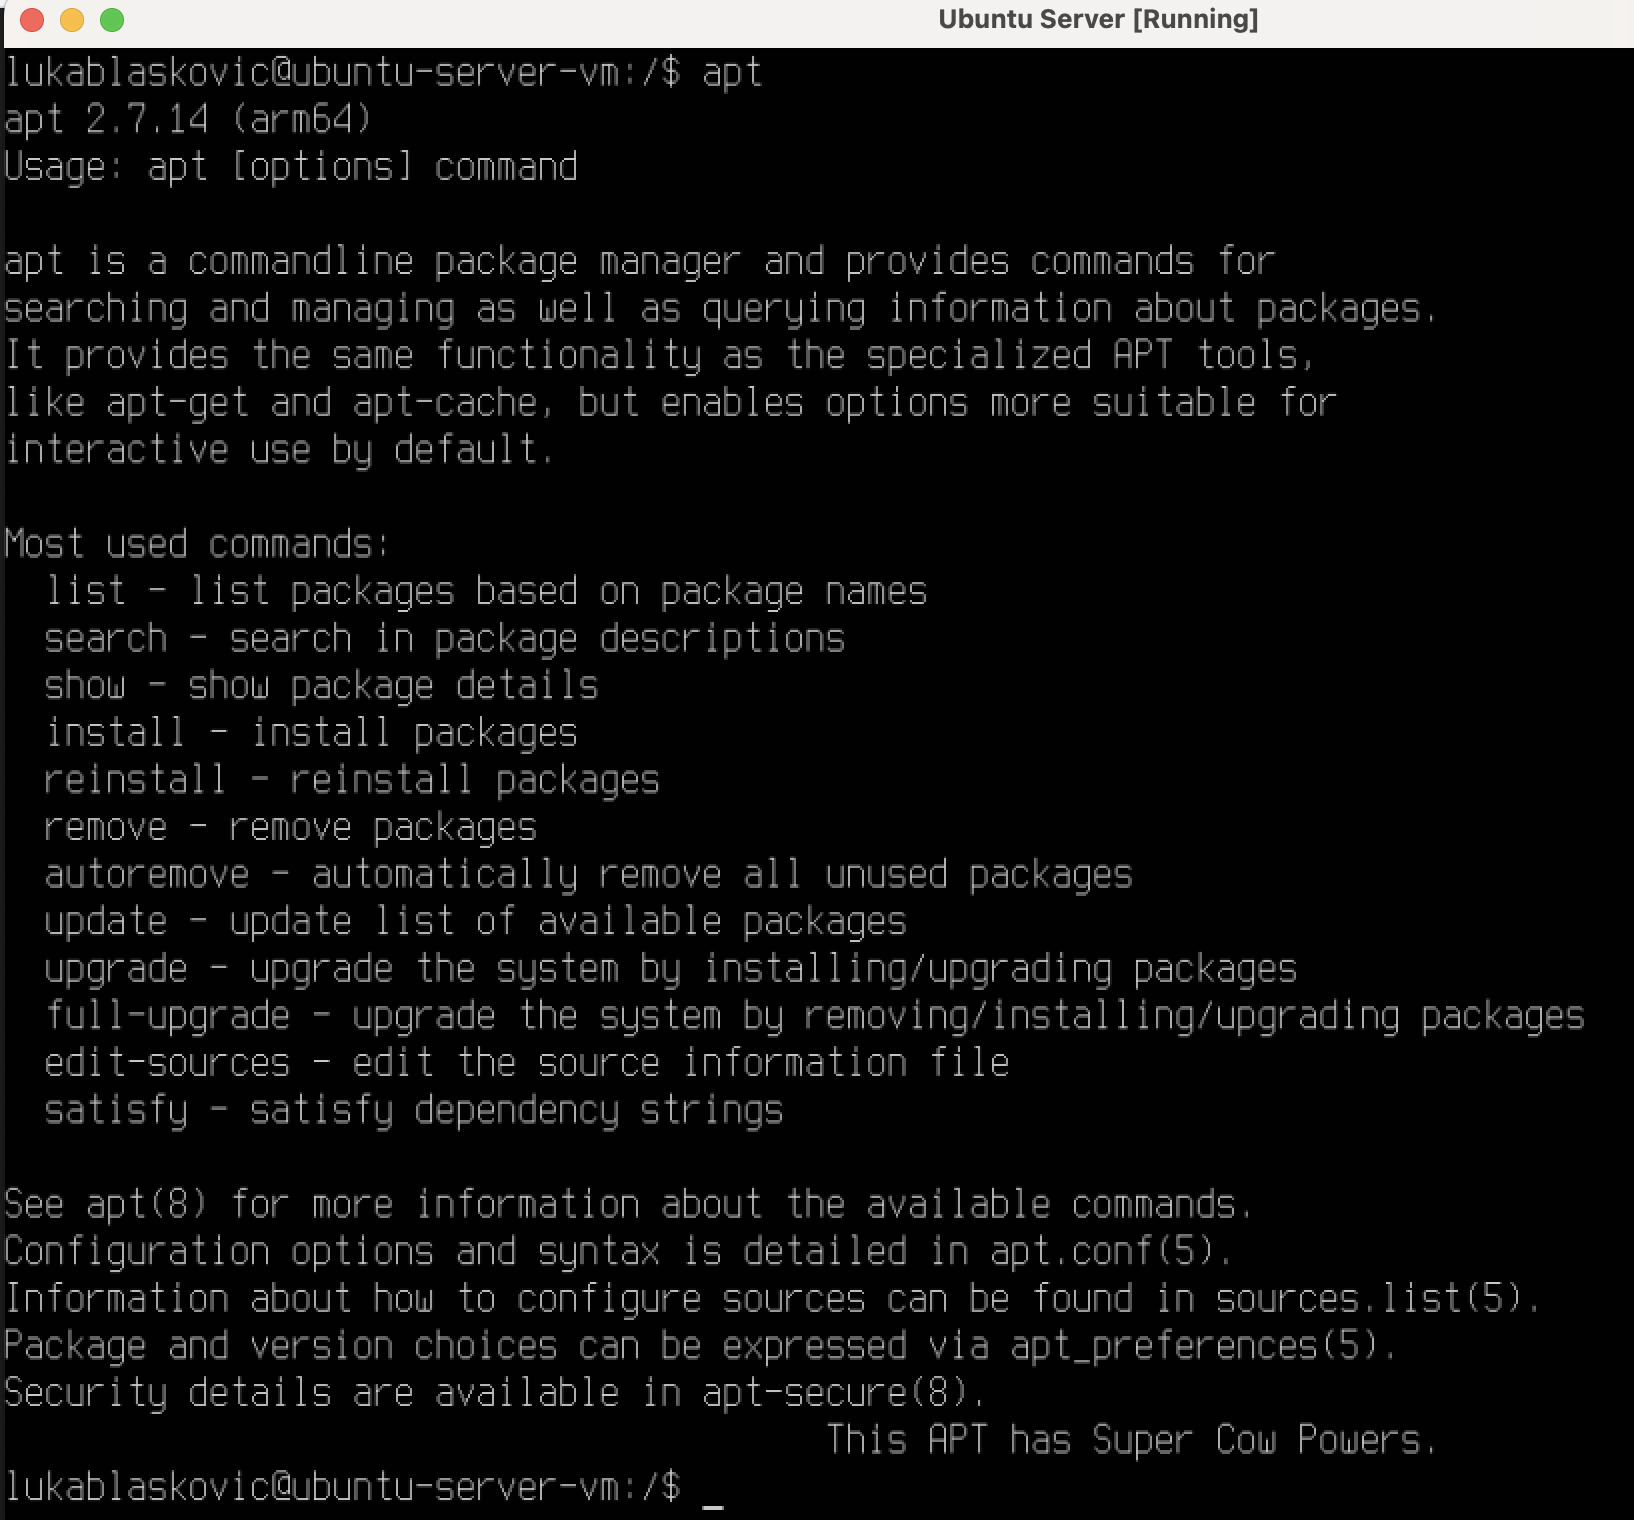 Ubuntu Server [Running]
lukablaskovic@ubuntu-server-vm:/$ apt
apt 2.7.14 (arm64)
Usage: apt [options] command

apt is a commandline package manager and provides commands for
searching and managing as well as querying information about packages.
It provides the same functionality as the specialized APT tools,
like apt-get and apt-cache, but enables options more suitable for
interactive use by default.

Most used commands:
  list - list packages based on package names
  search - search in package descriptions
  show - show package details
  install - install packages
  reinstall - reinstall packages
  remove - remove packages
  autoremove - automatically remove all unused packages
  update - update list of available packages
  upgrade - upgrade the system by installing/upgrading packages
  full-upgrade - upgrade the system by removing/installing/upgrading packages
  edit-sources - edit the source information file
  satisfy - satisfy dependency strings

See apt(8) for more information about the available commands.
Configuration options and syntax is detailed in apt.conf(5).
Information about how to configure sources can be found in sources.list(5).
Package and version choices can be expressed via apt_preferences(5).
Security details are available in apt-secure(8).
                                        This APT has Super Cow Powers.
lukablaskovic@ubuntu-server-vm:/$ _